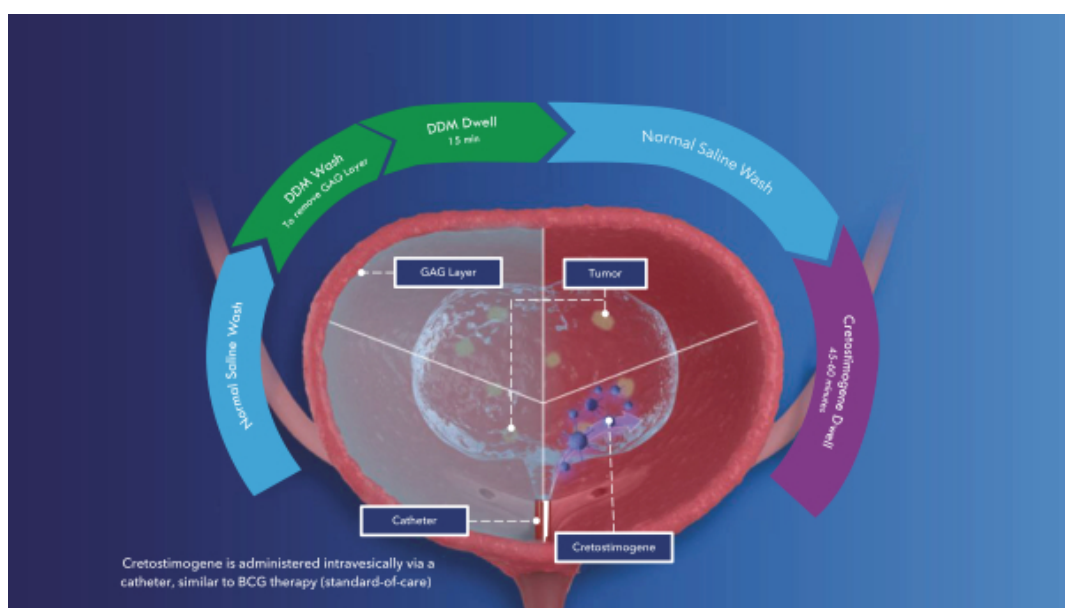 Normal Saline Wash
DDM Wash
To remove GAG Layer
DDM Dwell
15 min
Normal Saline Wash
Cretostimogene Dwell
45-60 minutes
GAG Layer
Tumor
Catheter
Cretostimogene
Cretostimogene is administered intravesically via a
catheter, similar to BCG therapy (standard-of-care)